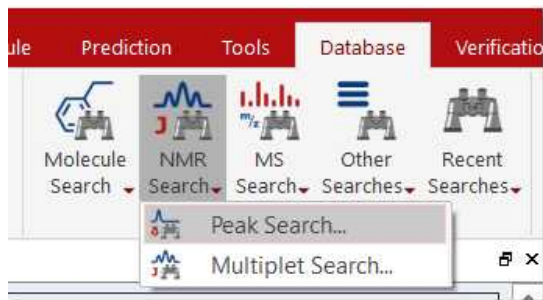 ule Prediction Tools Database Verificatio
Molecule Search
NMR Search
MS Search
Other Searches
Recent Searches
Peak Search...
Multiplet Search...